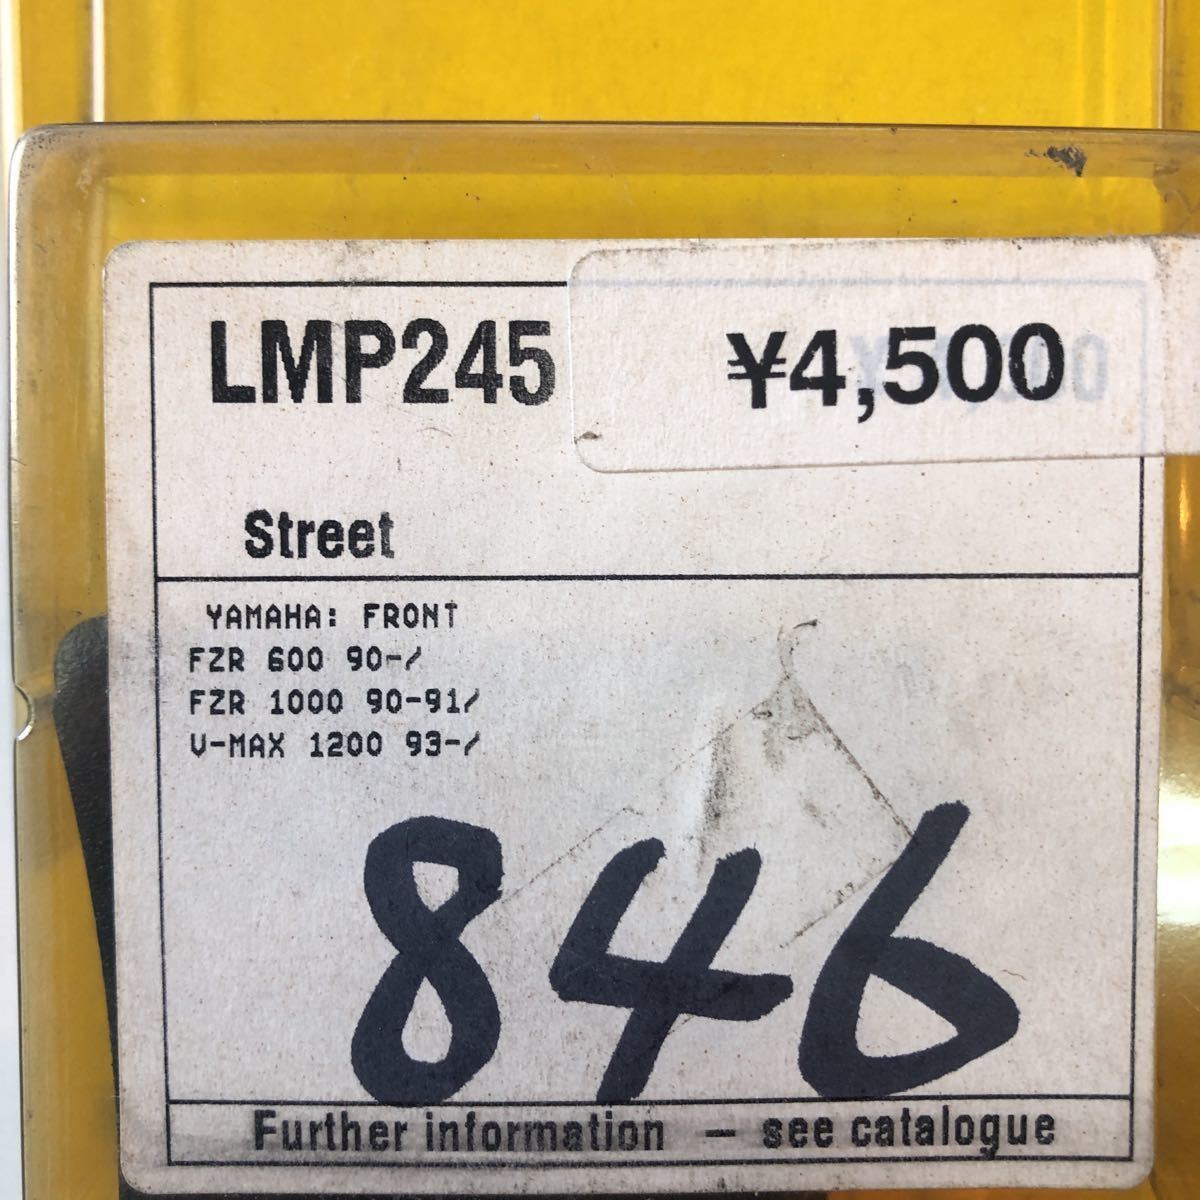 LMP245
¥4,500
Street
YAMAHA: FRONT
FZR 600 90-/
FZR 1000 90-91/
V-MAX 1200 93-/
846
Further information – see catalogue